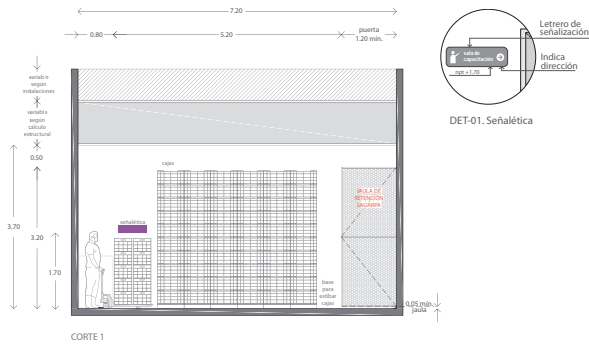 7.20
0.80
5.20
puerta
1.20 mín.
variable
según
instalaciones
variable
según
cálculo
estructural
0.50
3.70
3.20
1.70
cajas
señalética
JAULA DE
RETENCIÓN
SAGARPA
base
para
estibar
cajas
0.05 mín.
jaula
CORTE 1
Letrero de
señalización
sala de
capacitación
npt +1.70
Indica
dirección
DET-01. Señalética